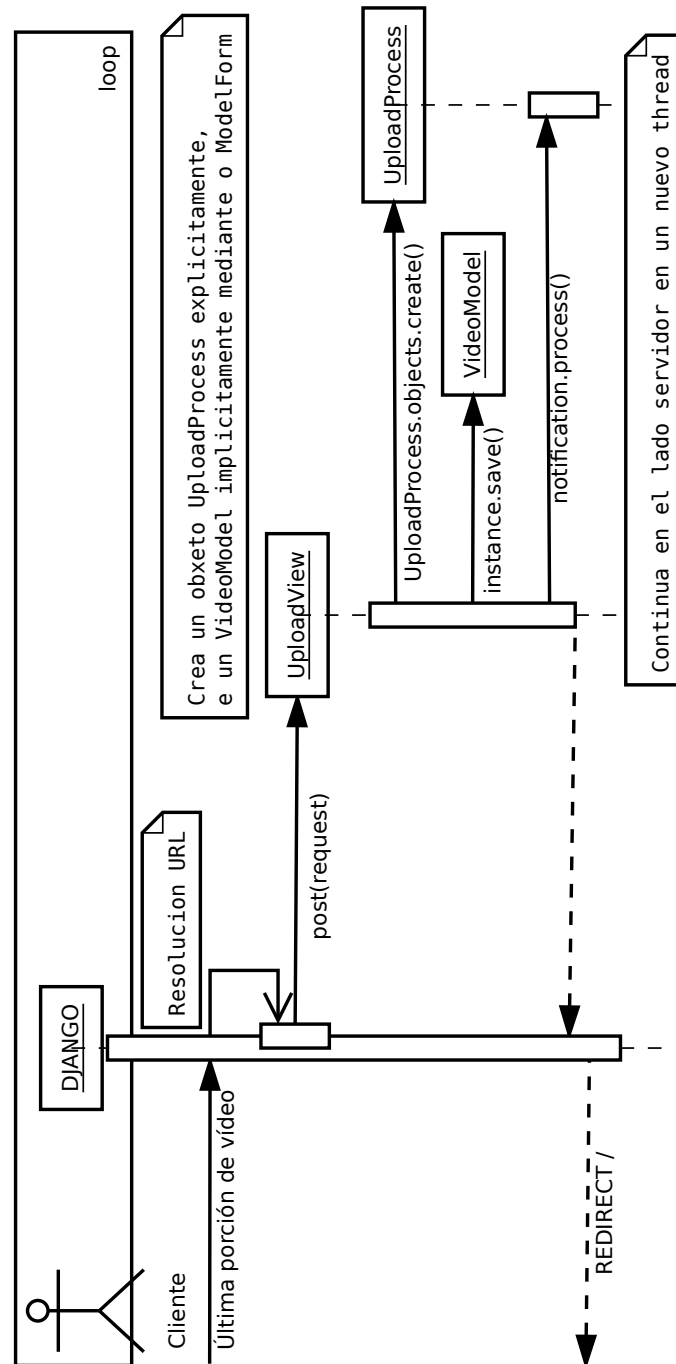 loop
Cliente
DJANGO
Última porción de vídeo
Resolucion URL
post(request)
UploadView
Crea un obxeto UploadProcess explicitamente,
e un VideoModel implicitamente mediante o ModelForm
UploadProcess.objects.create()
UploadProcess
instance.save()
VideoModel
notification.process()
Continua en el lado servidor en un nuevo thread
REDIRECT /